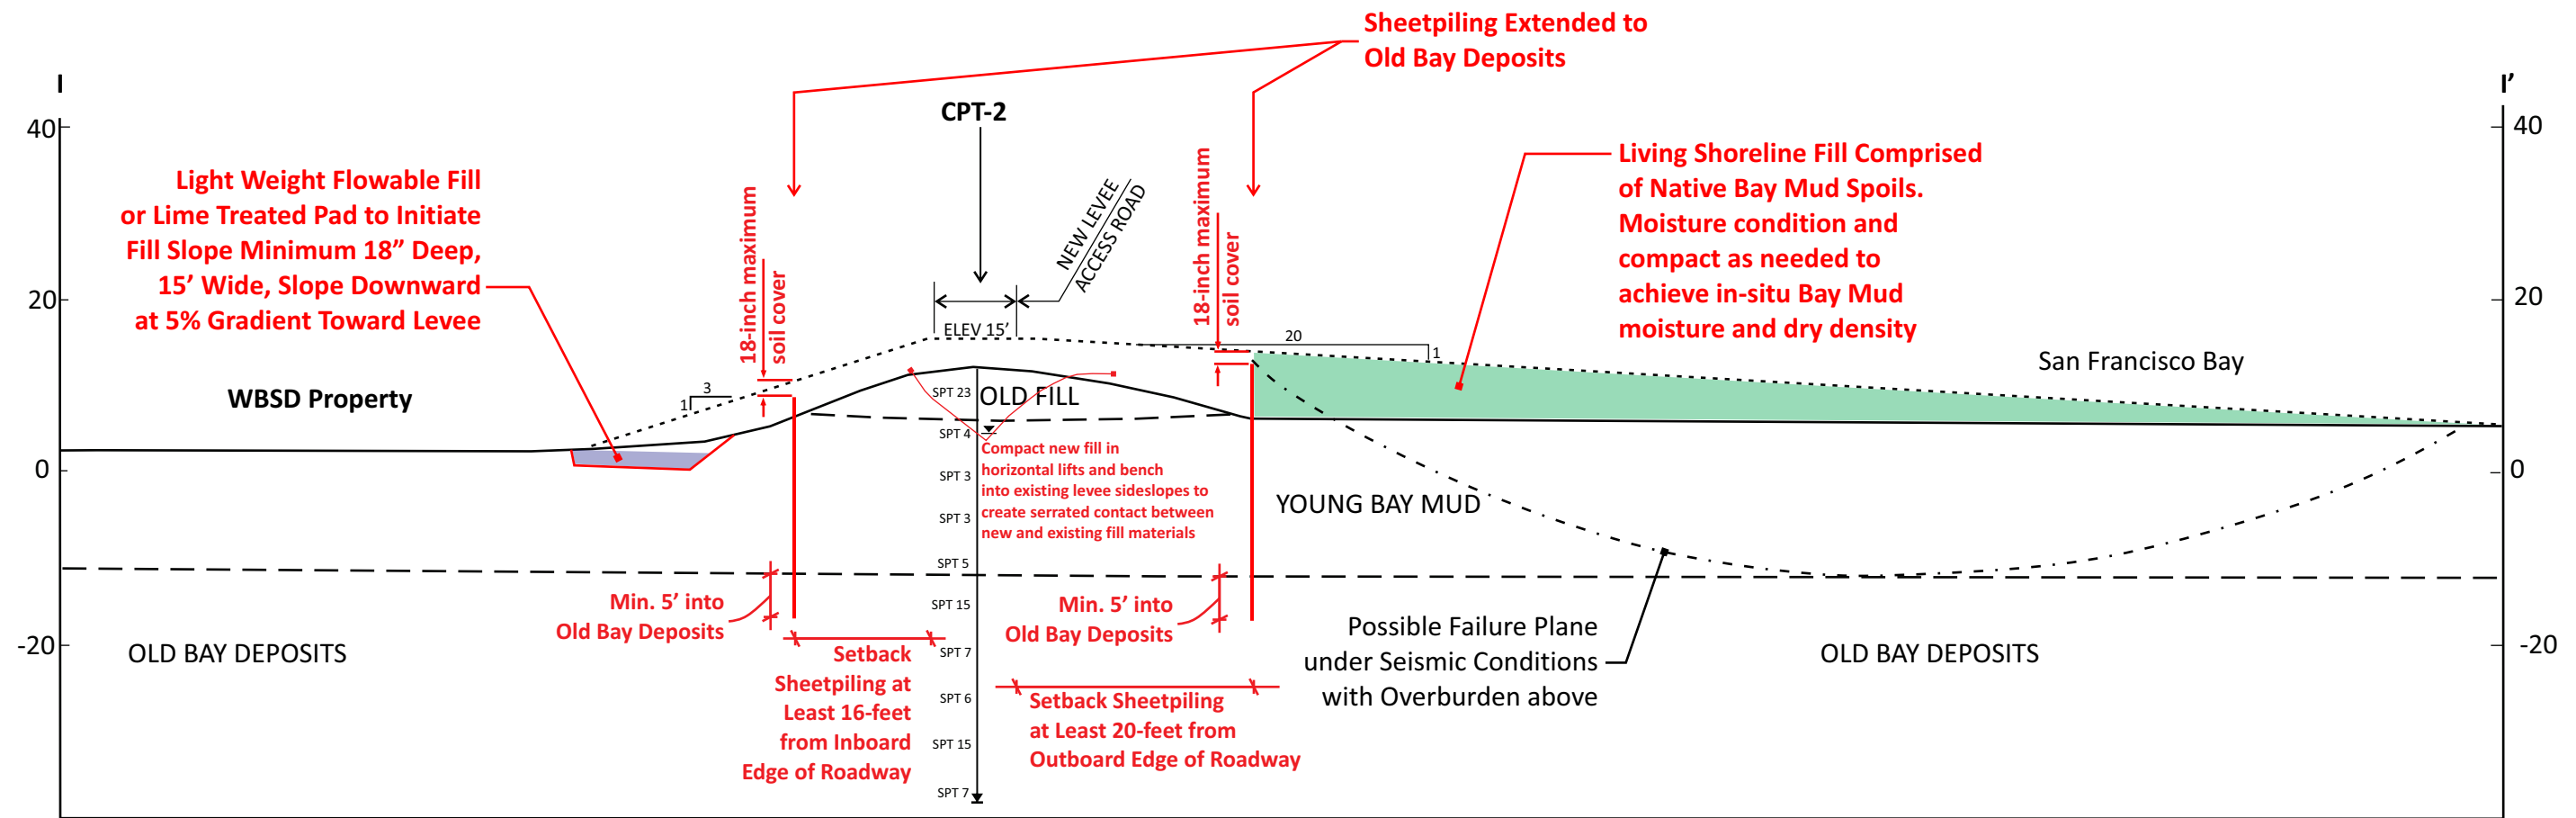 Sheetpiling Extended to
Old Bay Deposits
I
I’
CPT-2
40
40
Light Weight Flowable Fill
or Lime Treated Pad to Initiate
Fill Slope Minimum 18” Deep,
15’ Wide, Slope Downward
at 5% Gradient Toward Levee
18-inch maximum
soil cover
NEW LEVEE
ACCESS ROAD
18-inch maximum
soil cover
Living Shoreline Fill Comprised
of Native Bay Mud Spoils.
Moisture condition and
compact as needed to
achieve in-situ Bay Mud
moisture and dry density
20
20
ELEV 15’
20
1
San Francisco Bay
3
1
WBSD Property
SPT 23
OLD FILL
SPT 4
Compact new fill in
horizontal lifts and bench
into existing levee sideslopes to
create serrated contact between
new and existing fill materials
0
0
SPT 3
YOUNG BAY MUD
SPT 3
SPT 5
Min. 5’ into
Old Bay Deposits
SPT 15
Min. 5’ into
Old Bay Deposits
Possible Failure Plane
under Seismic Conditions
with Overburden above
-20
-20
OLD BAY DEPOSITS
OLD BAY DEPOSITS
Setback
Sheetpiling at
Least 16-feet
from Inboard
Edge of Roadway
SPT 7
SPT 6
Setback Sheetpiling
at Least 20-feet from
Outboard Edge of Roadway
SPT 15
SPT 7